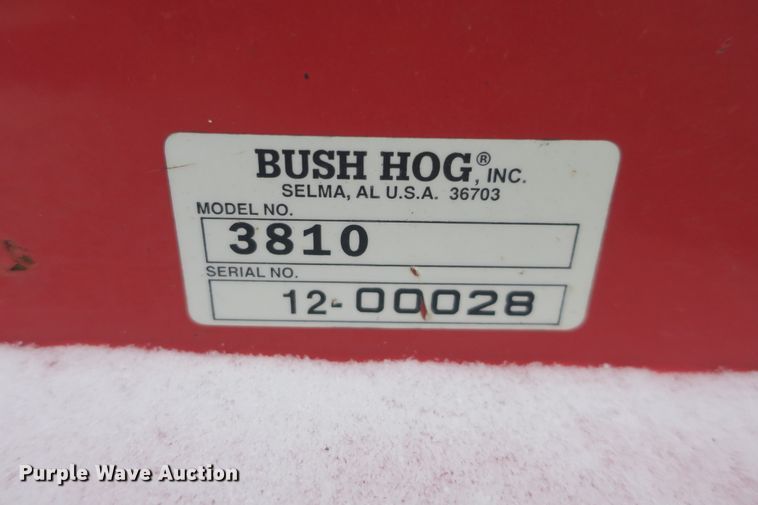 BUSH HOG®, INC.
SELMA, AL U.S.A. 36703
MODEL NO.
3810
SERIAL NO.
12-00028
Purple Wave Auction